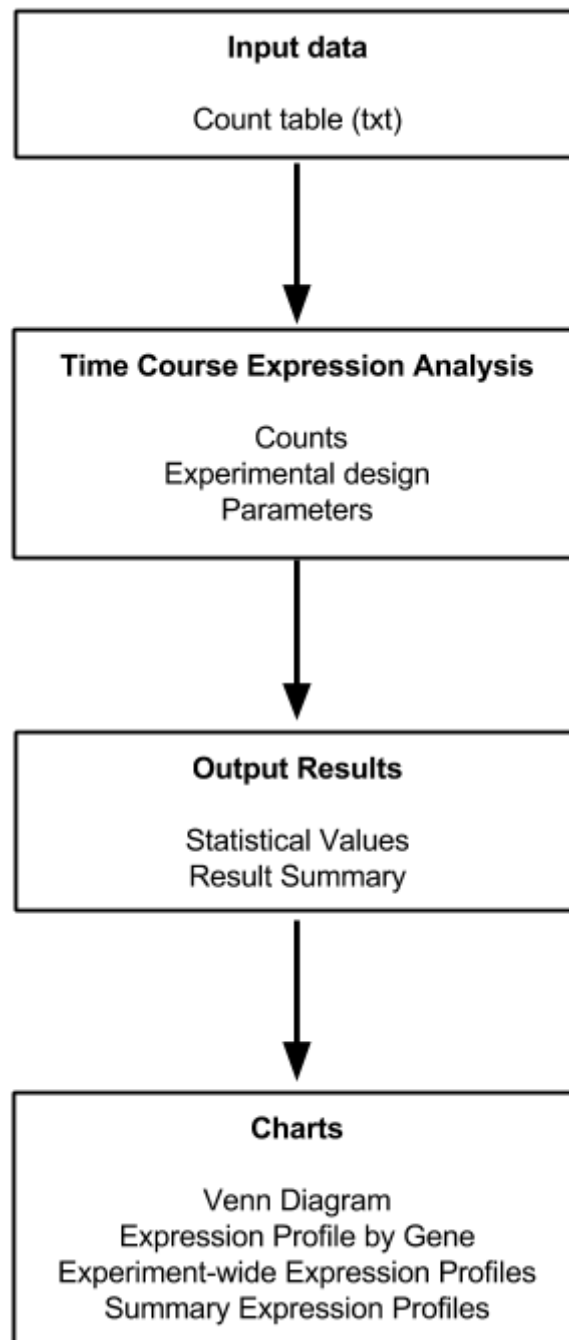 Input data
Count table (txt)
Time Course Expression Analysis
Counts
Experimental design
Parameters
Output Results
Statistical Values
Result Summary
Charts
Venn Diagram
Expression Profile by Gene
Experiment-wide Expression Profiles
Summary Expression Profiles